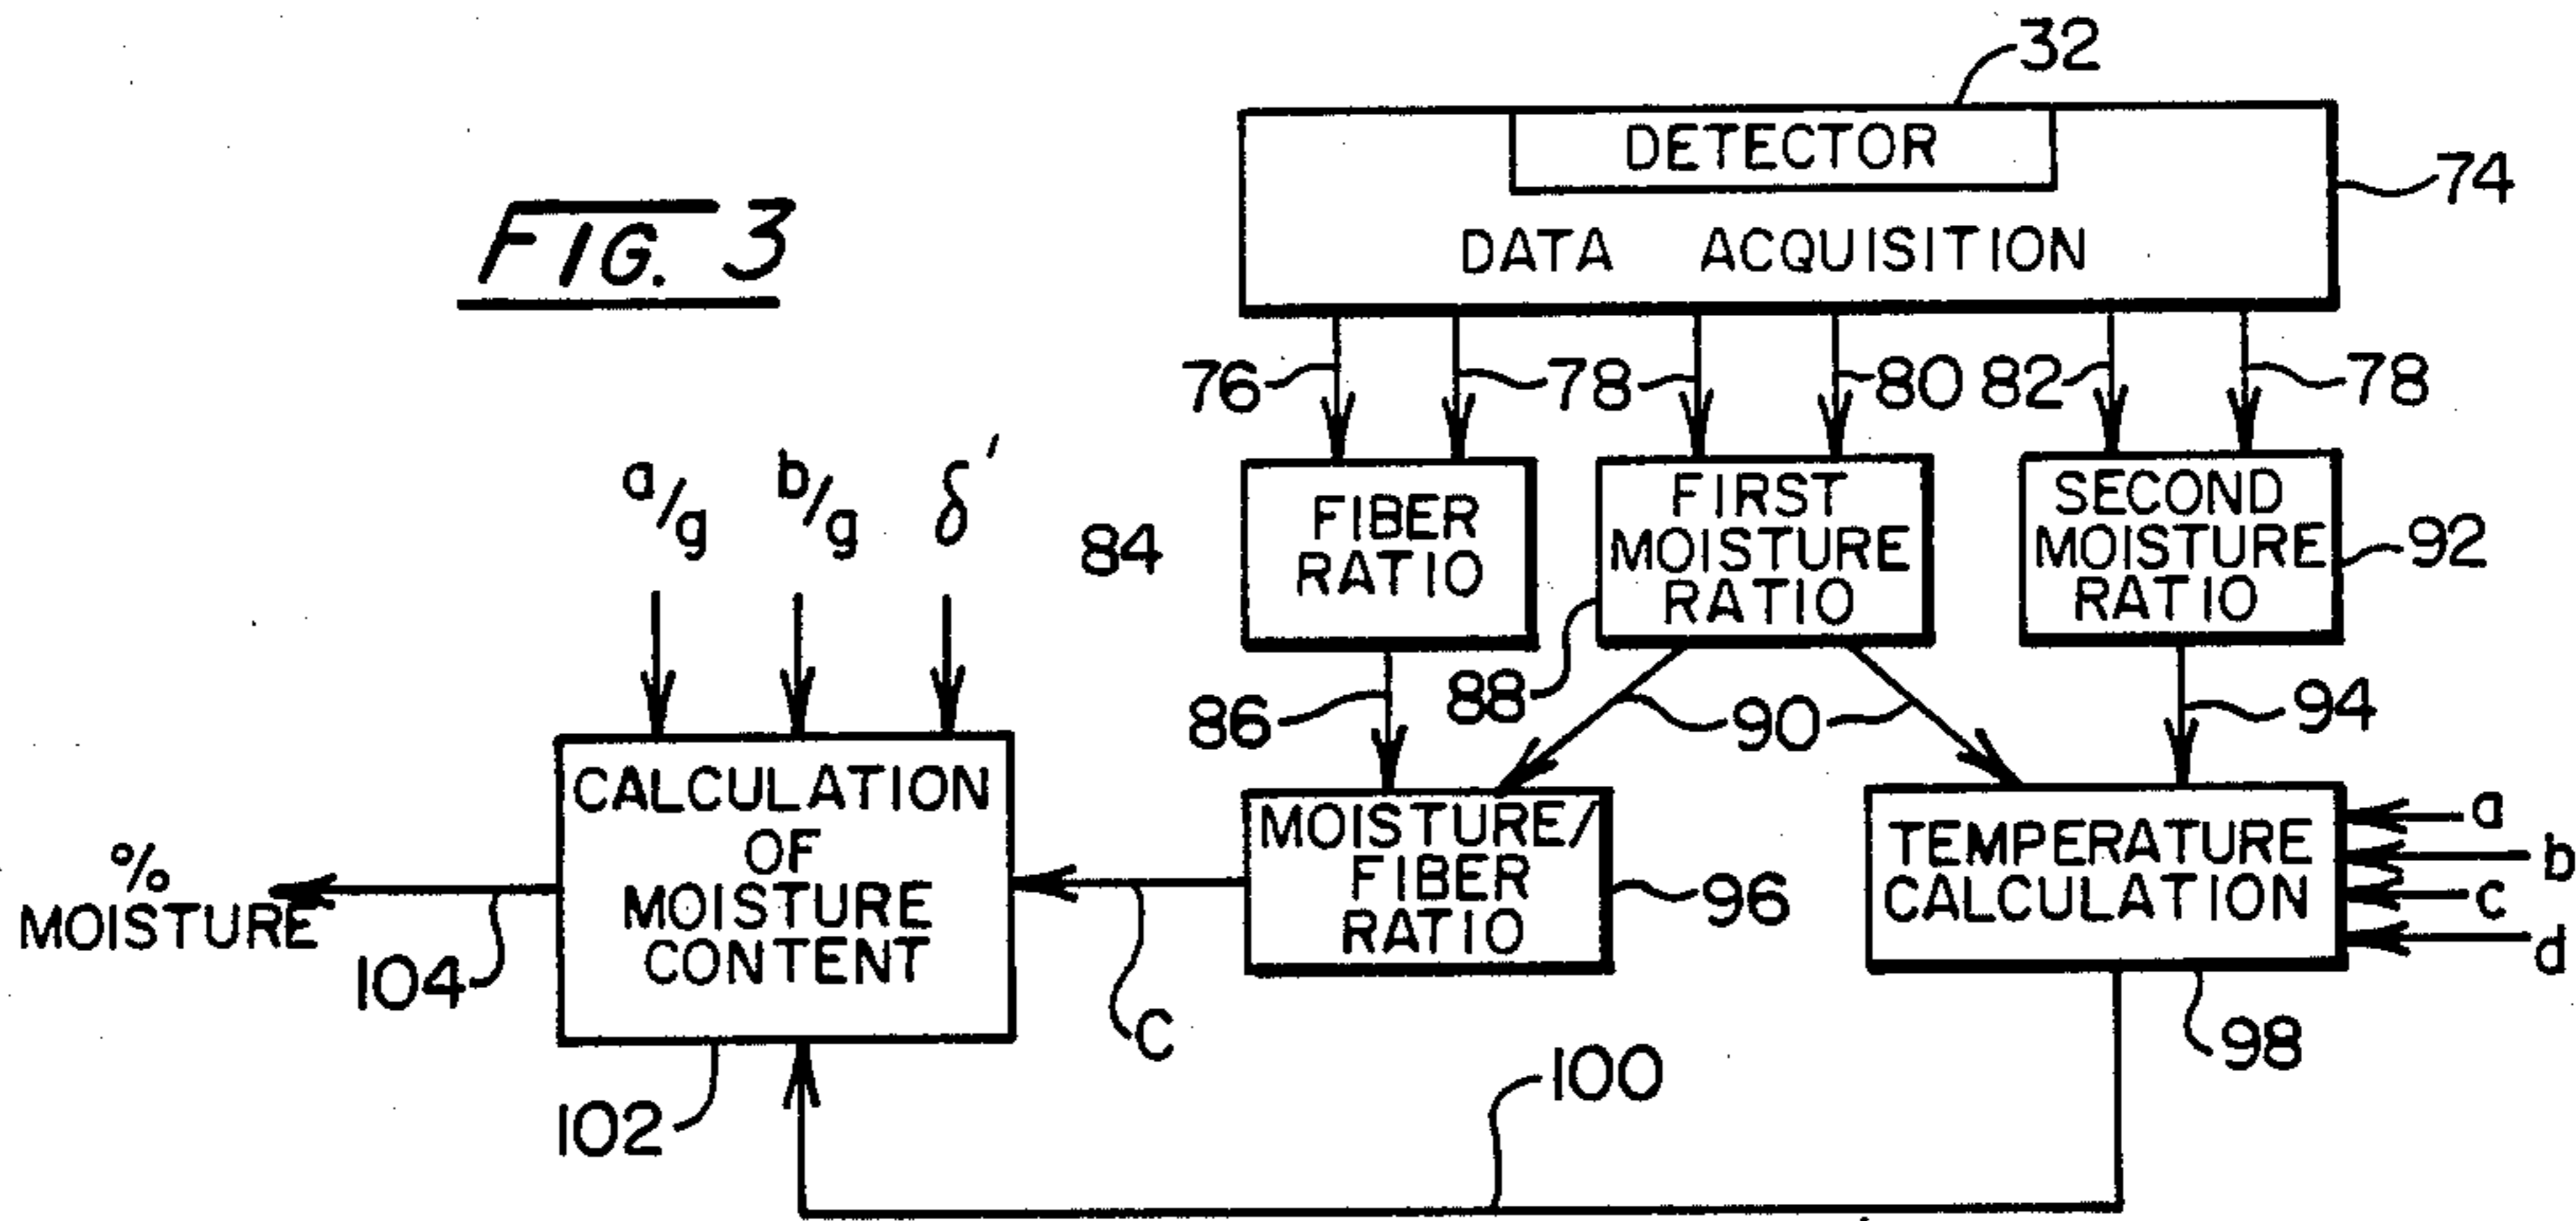 FIG. 3
32
DETECTOR
74
DATA ACQUISITION
76
78
80
82
78
a/g
b/g
δ'
84
FIBER
RATIO
FIRST
MOISTURE
RATIO
SECOND
MOISTURE
RATIO
92
86
88
90
94
CALCULATION
OF
MOISTURE
CONTENT
MOISTURE/
FIBER
RATIO
96
TEMPERATURE
CALCULATION
a
b
c
d
%
MOISTURE
104
C
98
102
100